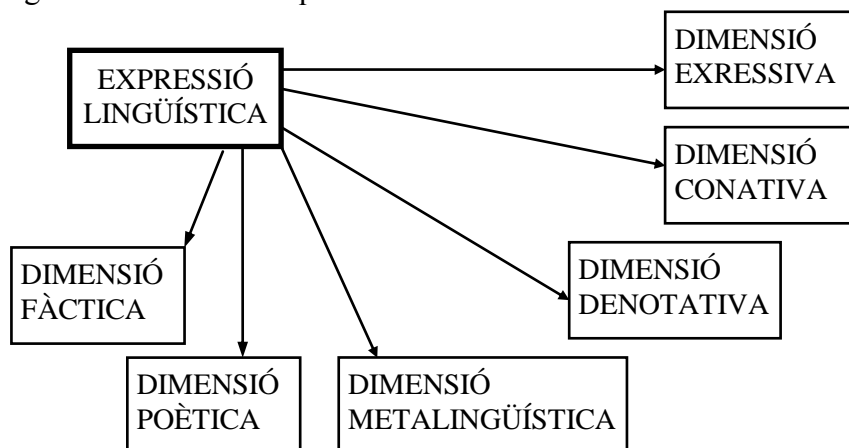 DIMENSIÓ
EXRESSIVA
EXPRESSIÓ
LINGÜÍSTICA
DIMENSIÓ
CONATIVA
DIMENSIÓ
FÀCTICA
DIMENSIÓ
DENOTATIVA
DIMENSIÓ
POÈTICA
DIMENSIÓ
METALINGÜÍSTICA